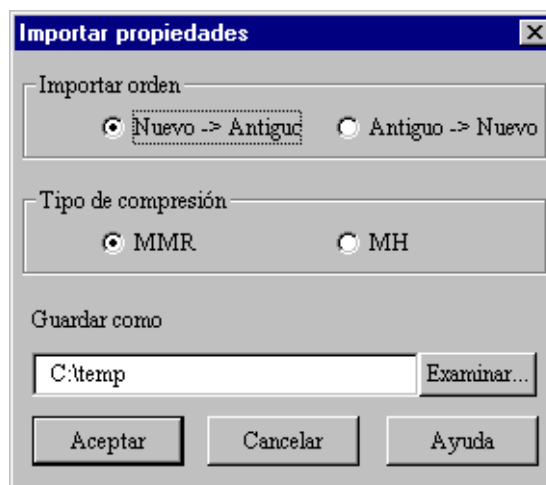 Importar propiedades
Importar orden
Nuevo -> Antiguo Antiguo -> Nuevo
Tipo de compresión
MMR MH
Guardar como
C:\temp Examinar...
Aceptar Cancelar Ayuda